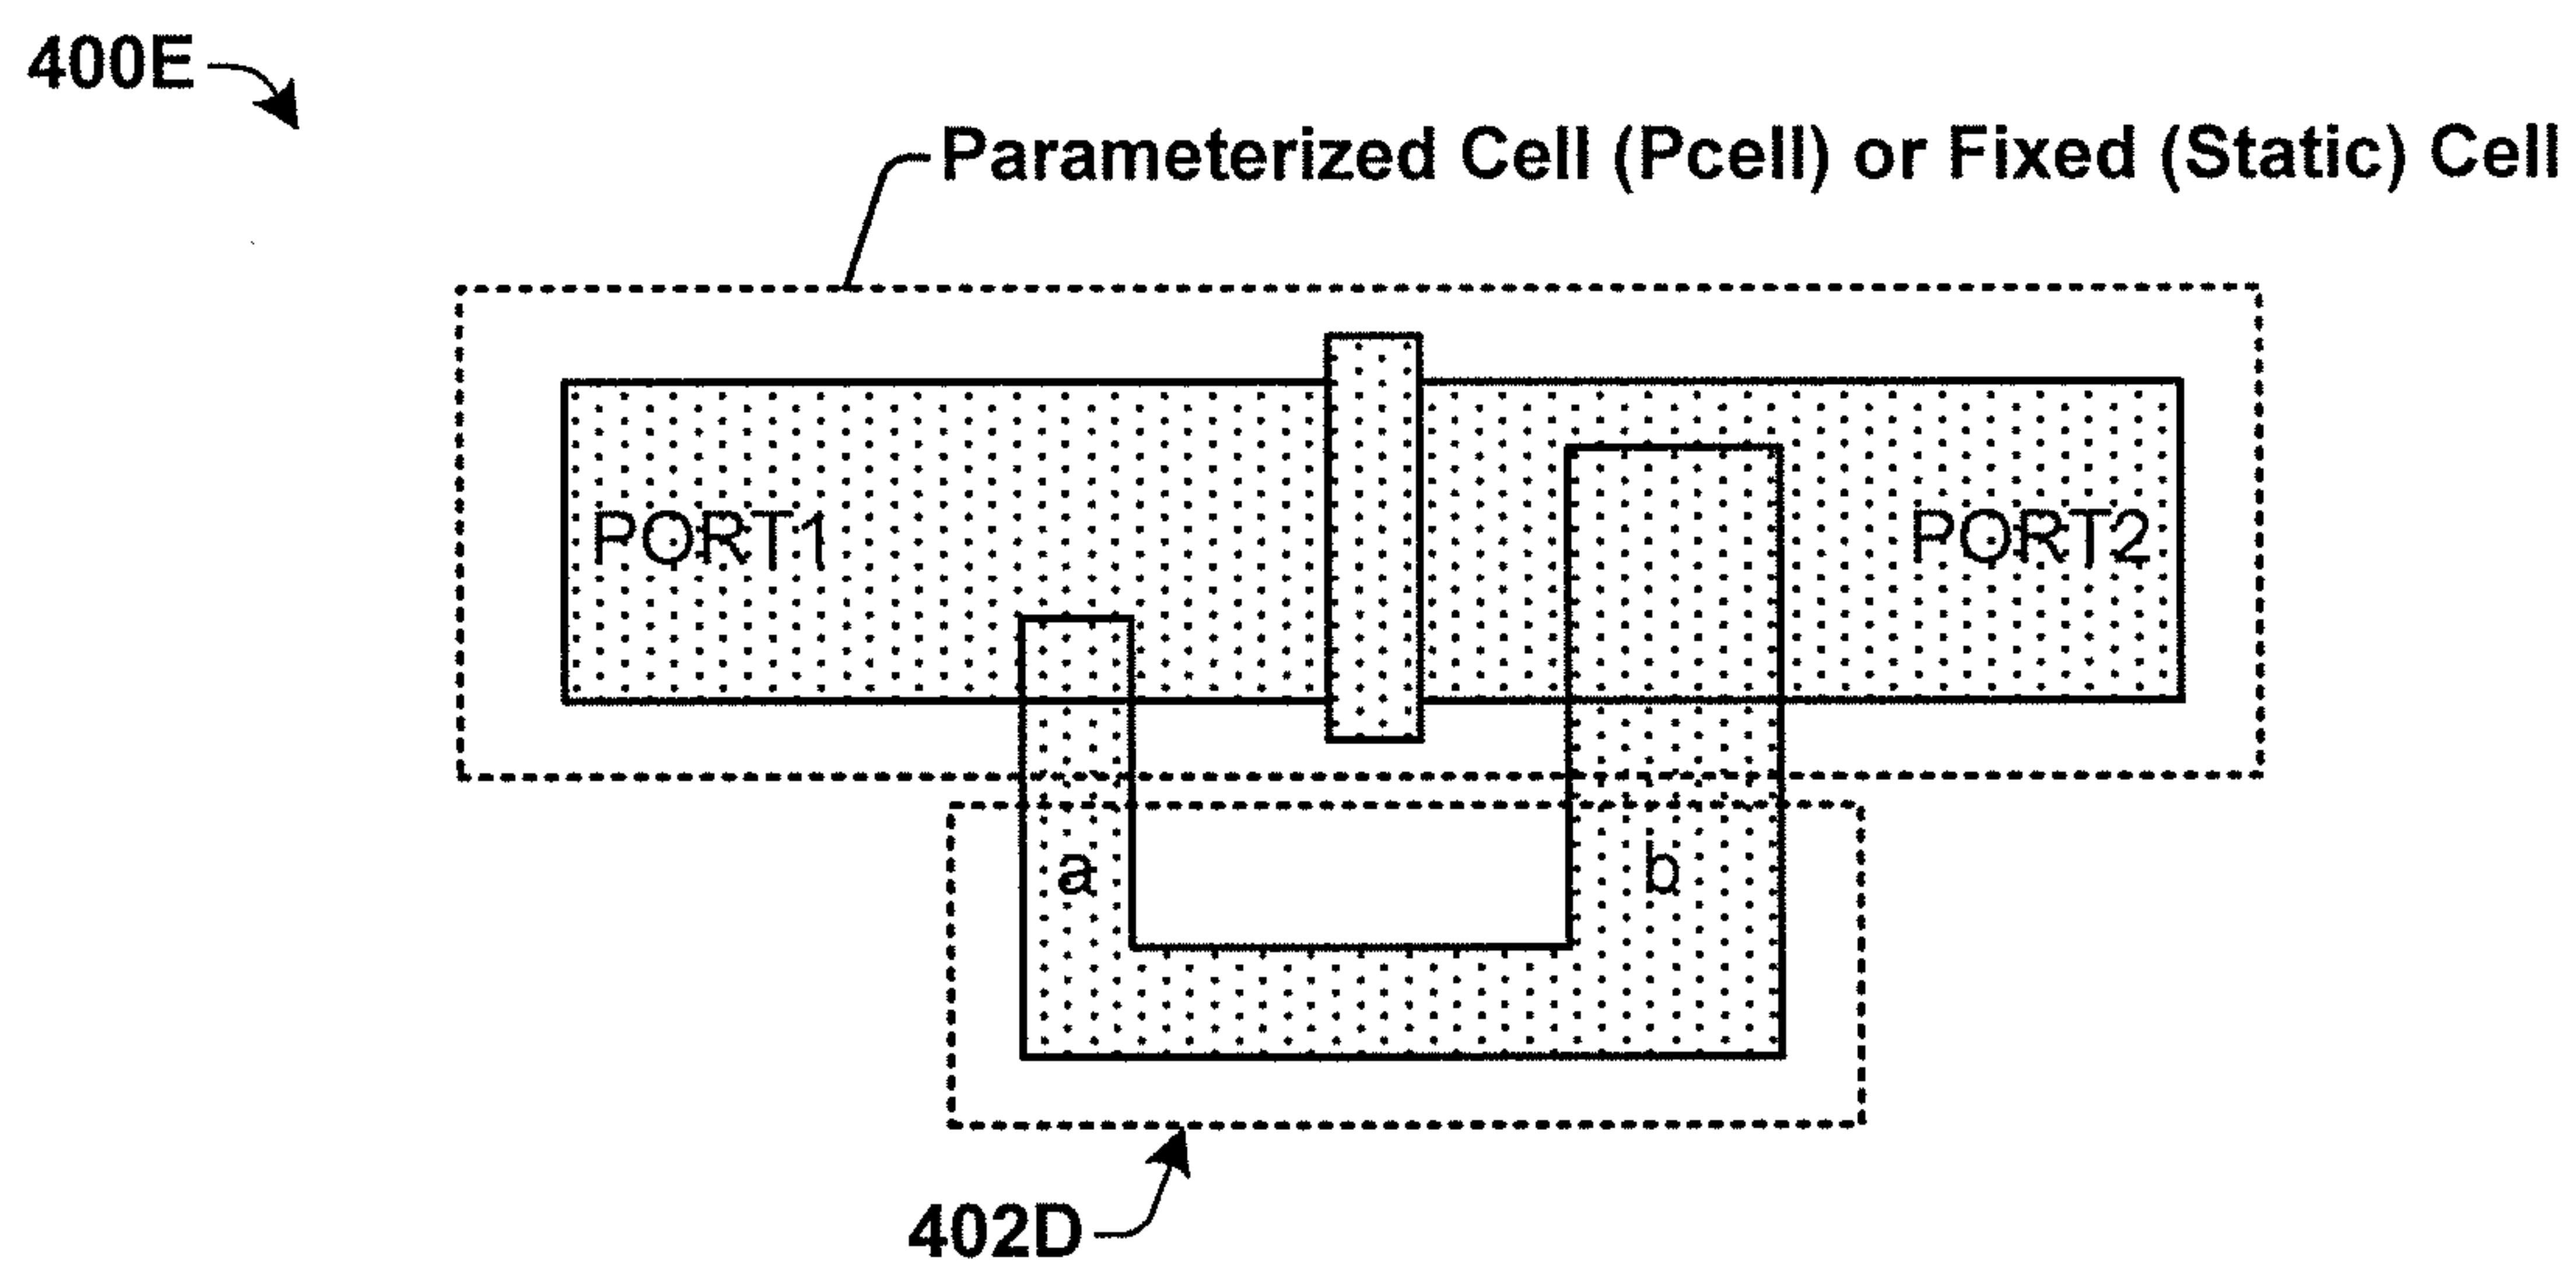 400E
Parameterized Cell (Pcell) or Fixed (Static) Cell
PORT1
PORT2
a
b
402D